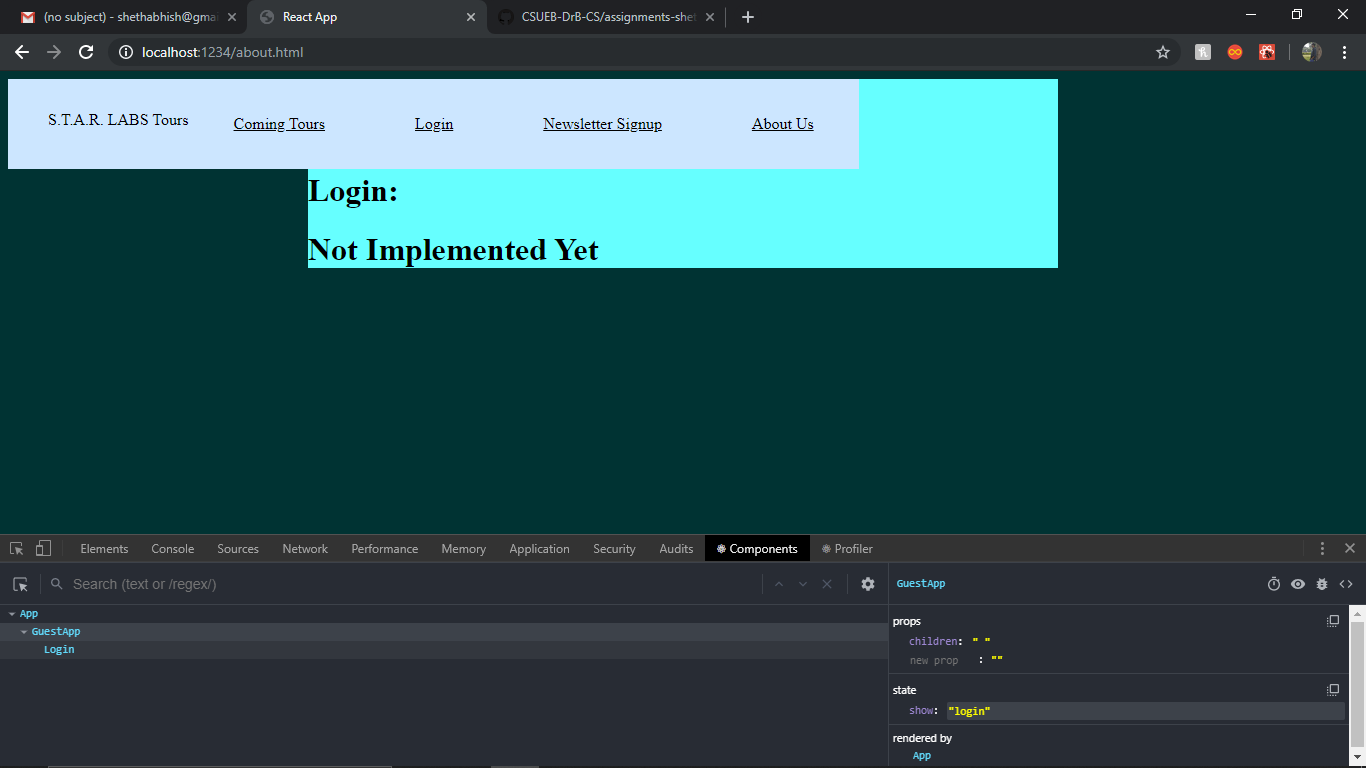 (no subject) - shethabhish@gma
React App
CSUEB-DrB-CS/assignments-shet
localhost:1234/about.html
S.T.A.R. LABS Tours Coming Tours Login Newsletter Signup About Us
Login:
Not Implemented Yet
Elements Console Sources Network Performance Memory Application Security Audits Components Profiler
Search (text or /regex/)
App
GuestApp
Login
GuestApp
props
children: " "
new prop : ""
state
show: "login"
rendered by
App